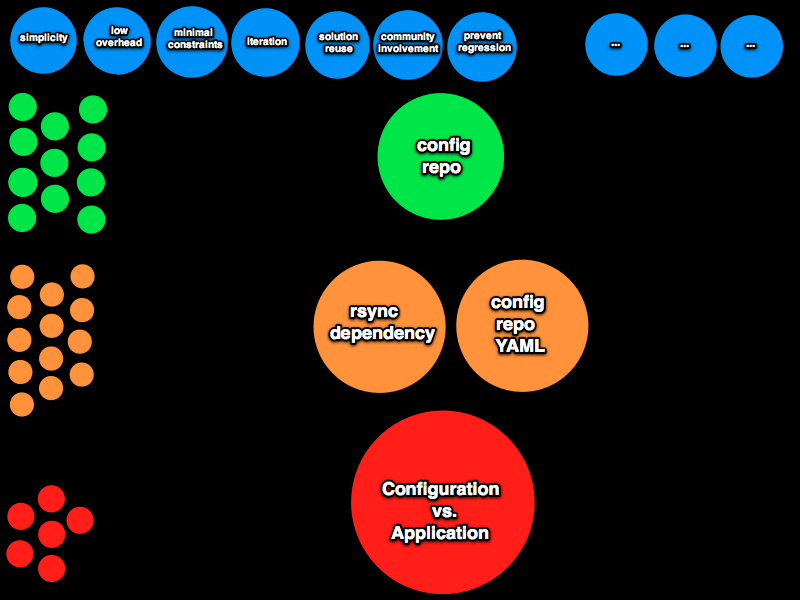 simplicity
low
overhead
minimal
constraints
iteration
solution
reuse
community
involvement
prevent
regression
...
...
...
config
repo
rsync
dependency
config
repo
YAML
Configuration
vs.
Application